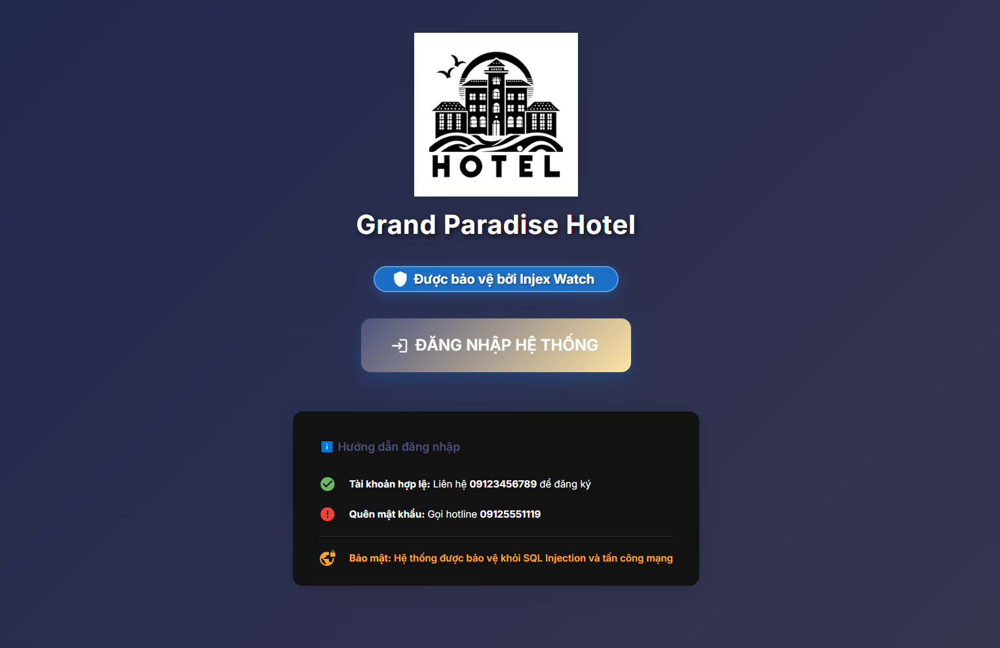 HOTEL
Grand Paradise Hotel
Được bảo vệ bởi Injex Watch
ĐĂNG NHẬP HỆ THỐNG
i Hướng dẫn đăng nhập
Tài khoản hợp lệ: Liên hệ 09123456789 để đăng ký
Quên mật khẩu: Gọi hotline 09125551119
Bảo mật: Hệ thống được bảo vệ khỏi SQL Injection và tấn công mạng